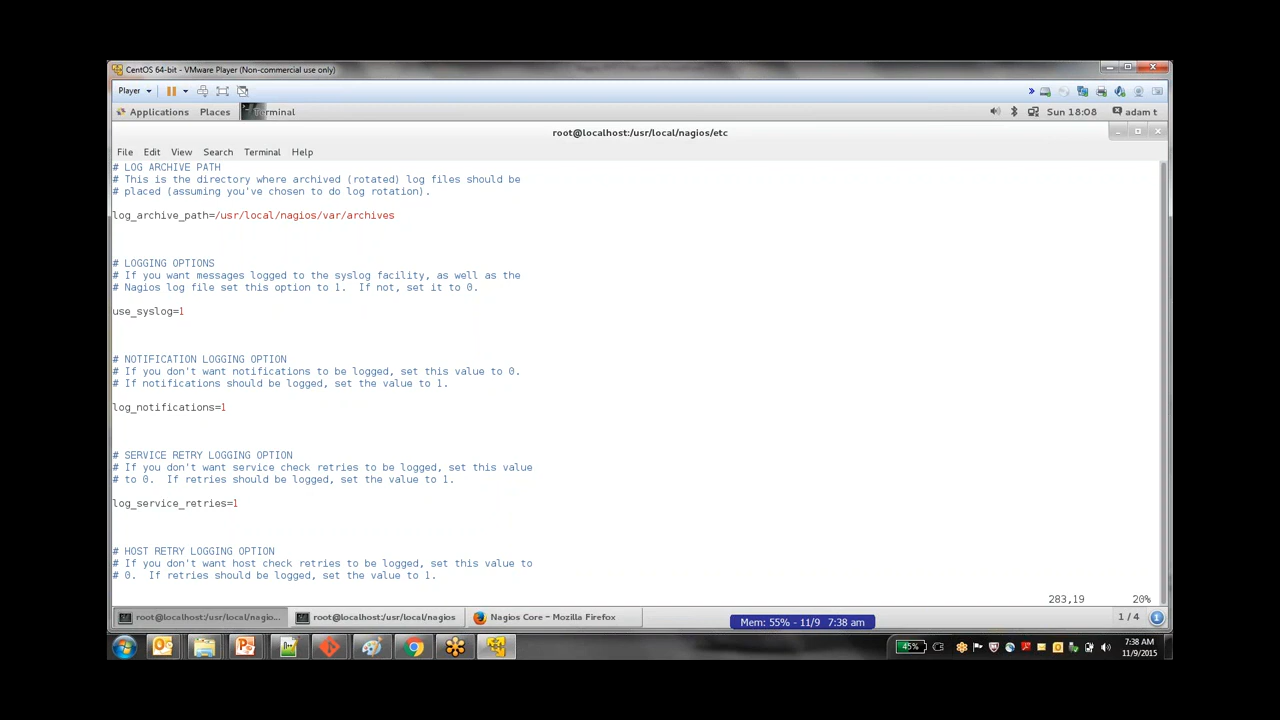 CentOS 64-bit - VMware Player (Non-commercial use only)
Player
Applications Places Terminal Sun 18:08 adam t
root@localhost:/usr/local/nagios/etc
File Edit View Search Terminal Help
# LOG ARCHIVE PATH
# This is the directory where archived (rotated) log files should be
# placed (assuming you've chosen to do log rotation).
log_archive_path=/usr/local/nagios/var/archives
# LOGGING OPTIONS
# If you want messages logged to the syslog facility, as well as the
# Nagios log file set this option to 1.  If not, set it to 0.
use_syslog=1
# NOTIFICATION LOGGING OPTION
# If you don't want notifications to be logged, set this value to 0.
# If notifications should be logged, set the value to 1.
log_notifications=1
# SERVICE RETRY LOGGING OPTION
# If you don't want service check retries to be logged, set this value
# to 0.  If retries should be logged, set the value to 1.
log_service_retries=1
# HOST RETRY LOGGING OPTION
# If you don't want host check retries to be logged, set this value to
# 0.  If retries should be logged, set the value to 1.
283,19 20%
root@localhost:/usr/local/nagio... root@localhost:/usr/local/nagios Nagios Core - Mozilla Firefox 1 / 4
Mem: 55% - 11/9 7:38 am
45% 7:38 AM
11/9/2015